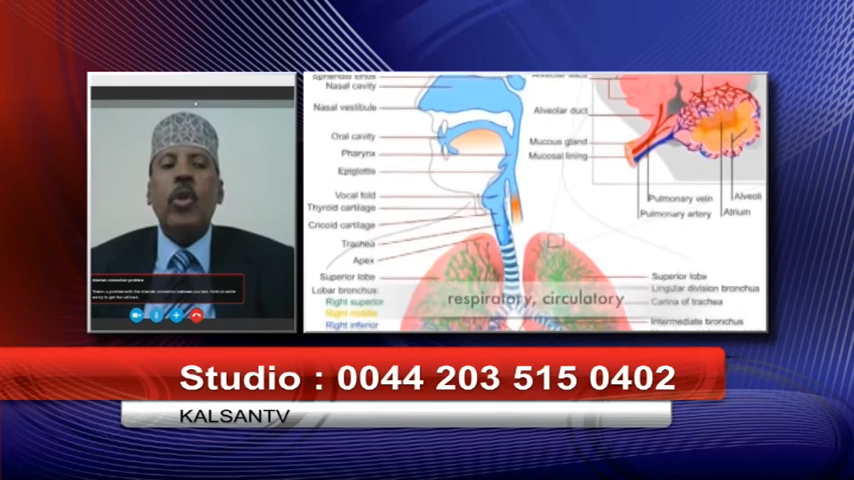 Internet connection problem
Nasal cavity
Nasal vestibule
Oral cavity
Pharynx
Epiglottis
Vocal fold
Thyroid cartilage
Cricoid cartilage
Trachea
Apex
Superior lobe
Lobar bronchus:
Right superior
Right middle
Right inferior
Alveolar duct
Mucous gland
Mucosal lining
Pulmonary vein
Alveoli
Pulmonary artery
Atrium
Superior lobe
Lingular division bronchus
Carina of trachea
Intermediate bronchus
respiratory, circulatory
Studio : 0044 203 515 0402
KALSANTV